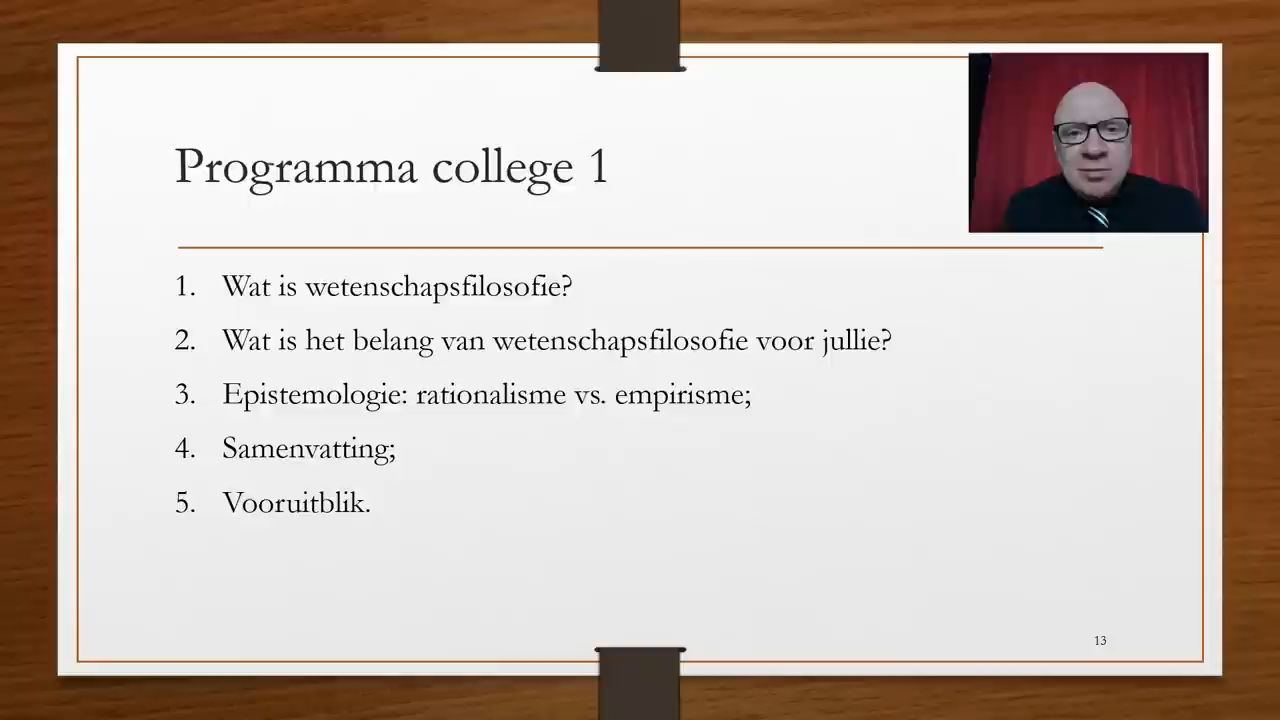 Programma college 1
1. Wat is wetenschapsfilosofie?
2. Wat is het belang van wetenschapsfilosofie voor jullie?
3. Epistemologie: rationalisme vs. empirisme;
4. Samenvatting;
5. Vooruitblik.
13